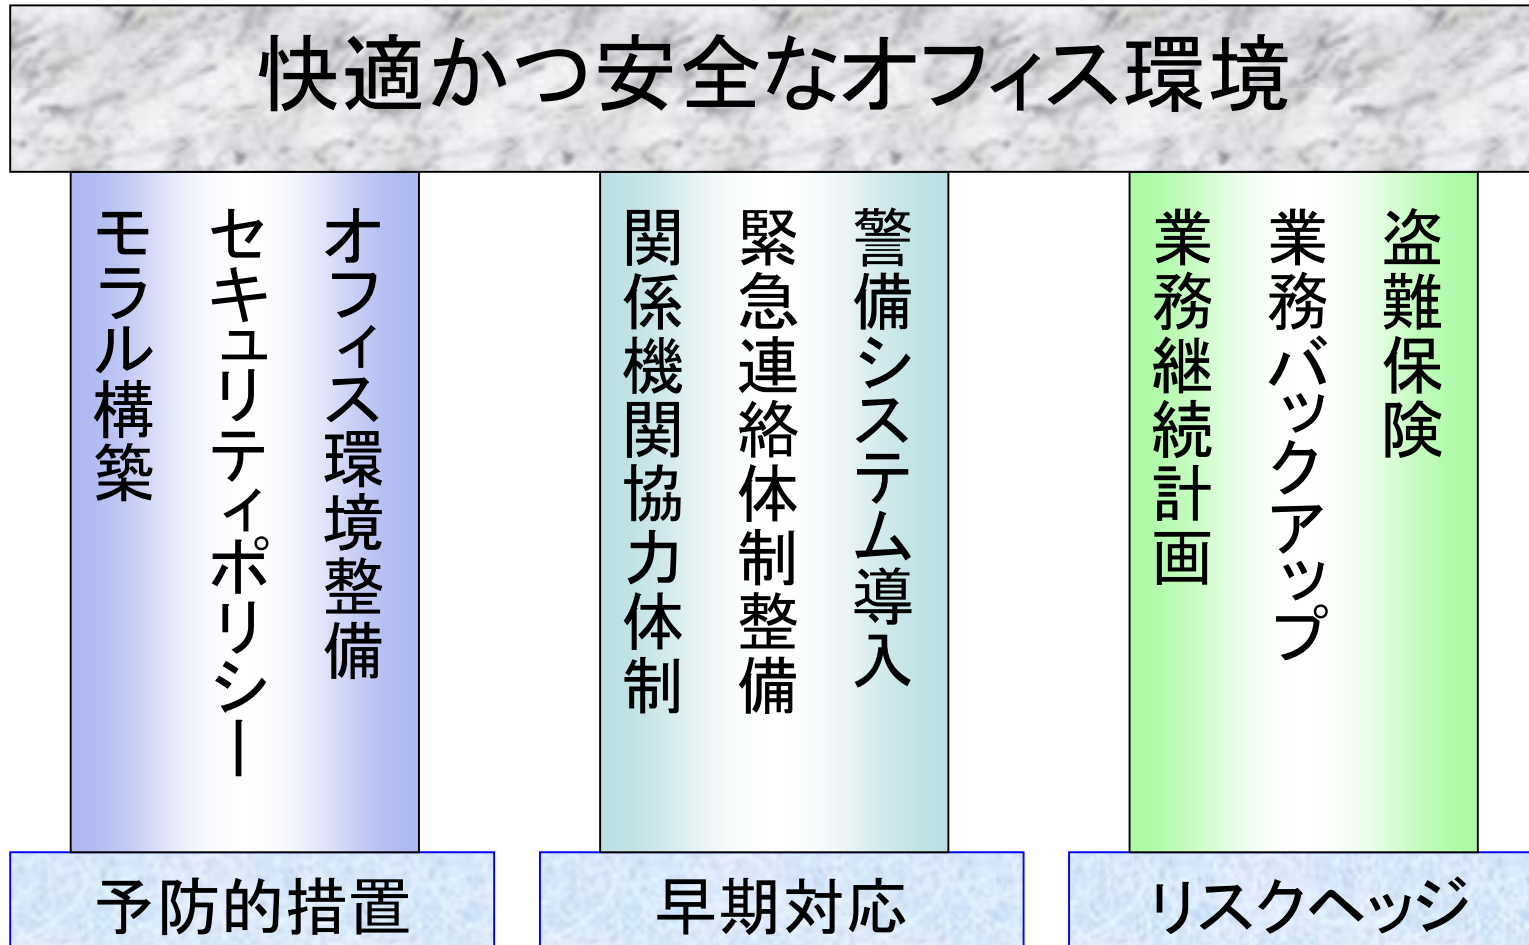 快適かつ安全なオフィス環境
オフィス環境整備
セキュリティポリシー
モラル構築
警備システム導入
緊急連絡体制整備
関係機関協力体制
盗難保険
業務バックアップ
業務継続計画
予防的措置
早期対応
リスクヘッジ